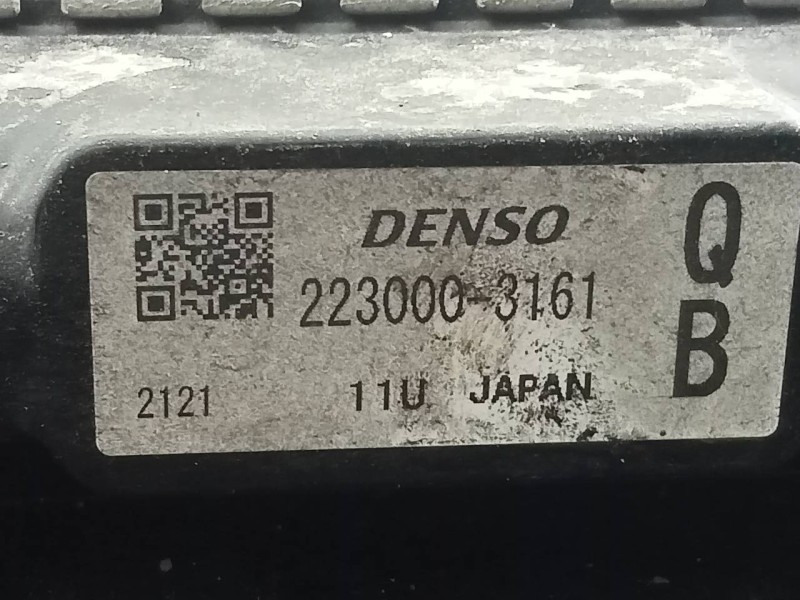 DENSO
223000-3161
Q
B
2121 11U JAPAN